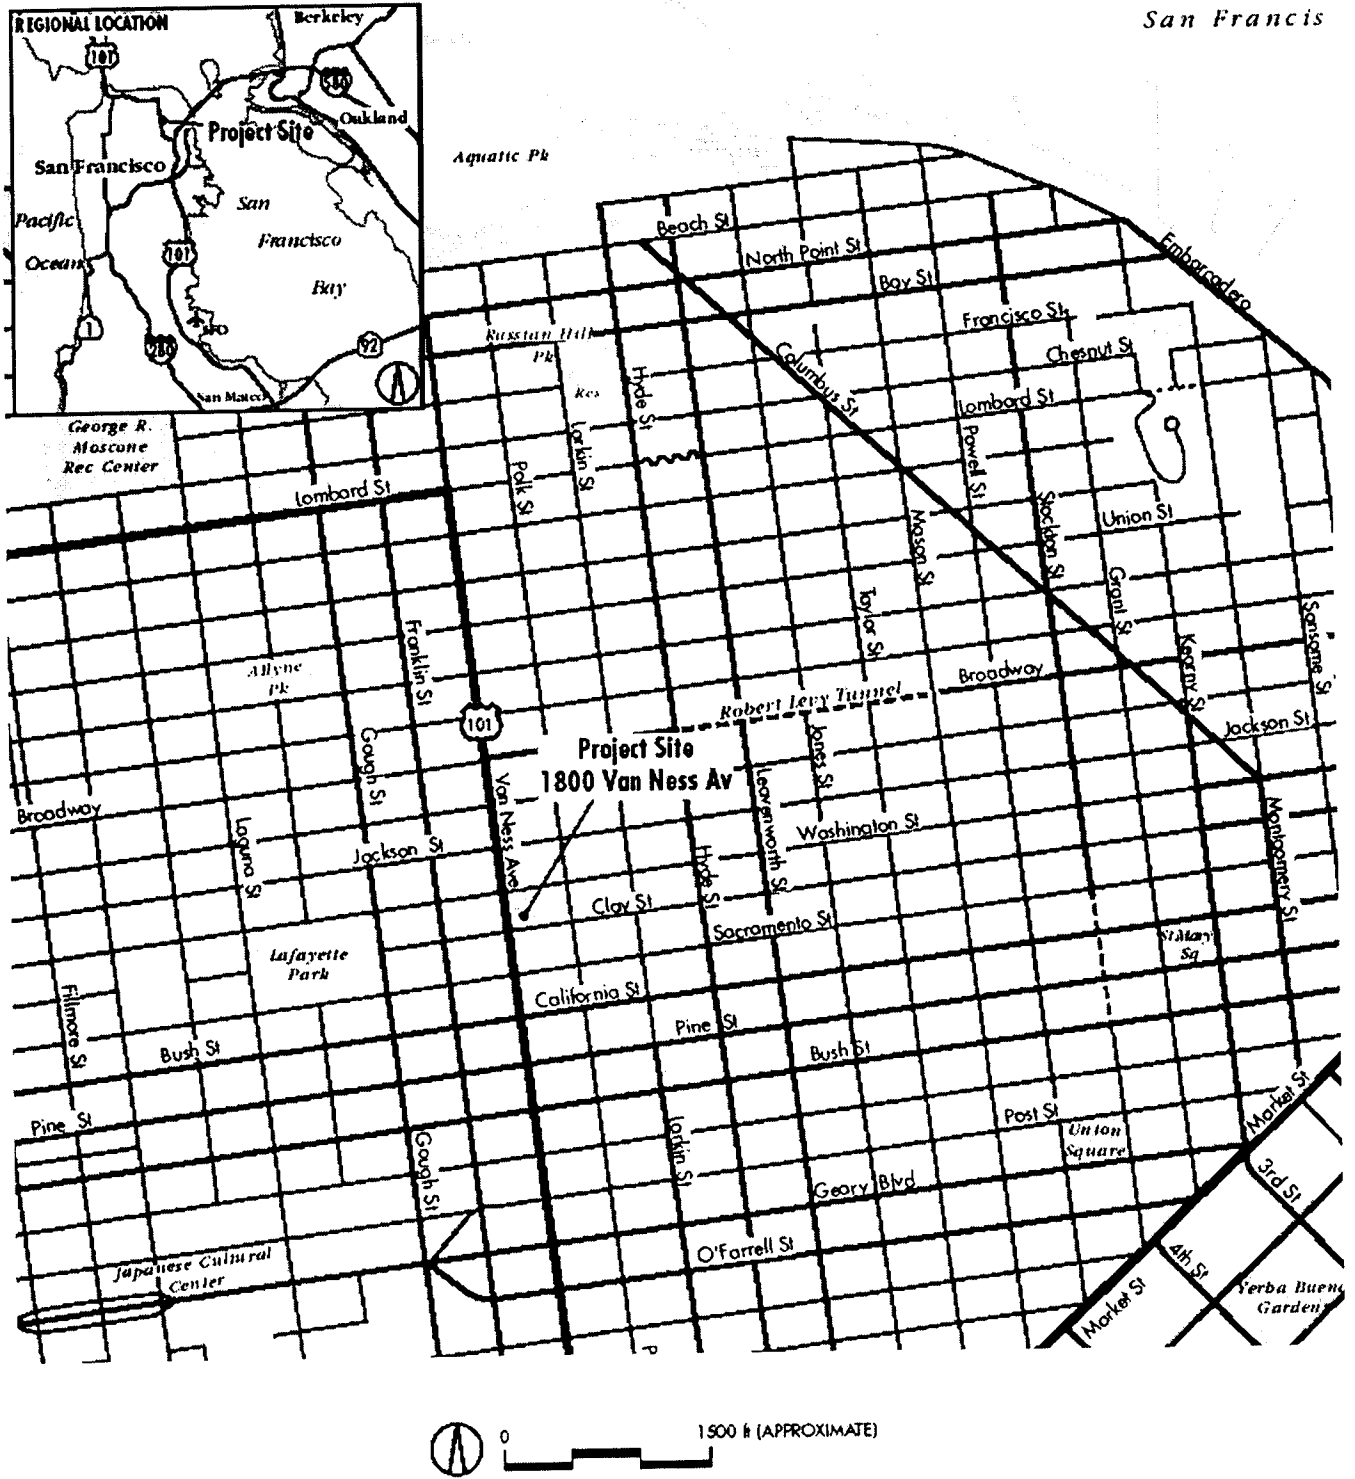 San Francis
REGIONAL LOCATION
Berkeley
101
580
Oakland
Project Site
San Francisco
Pacific
Ocean
San
Francisco
Bay
101
1
280
SFO
92
San Mateo
Aquatic Pk
Beach St
North Point St
Bay St
Embarcadero
Russian Hill
Pk
Francisco St
Chesnut St
Columbus St
Hyde St
Res
Lombard St
George R.
Moscone
Rec Center
Larkin St
Powell St
Polk St
Lombard St
Stockton St
Union St
Mason St
Grant St
Taylor St
Sansome St
Franklin St
Kearny St
Allyne
Pk
Broadway
Robert Levy Tunnel
101
Jackson St
Gough St
Jones St
Project Site
1800 Van Ness Av
Leavenworth St
Van Ness Ave
Broadway
Montgomery St
Laguna St
Washington St
Jackson St
Hyde St
Clay St
Sacramento St
St Mary
Sq
Lafayette
Park
California St
Fillmore St
Pine St
Bush St
Bush St
Market St
Post St
Pine St
Union
Square
Larkin St
Gough St
Geary Blvd
3rd St
O'Farrell St
4th St
Japanese Cultural
Center
Yerba Buena
Gardens
Market St
P
0
1500 ft (APPROXIMATE)